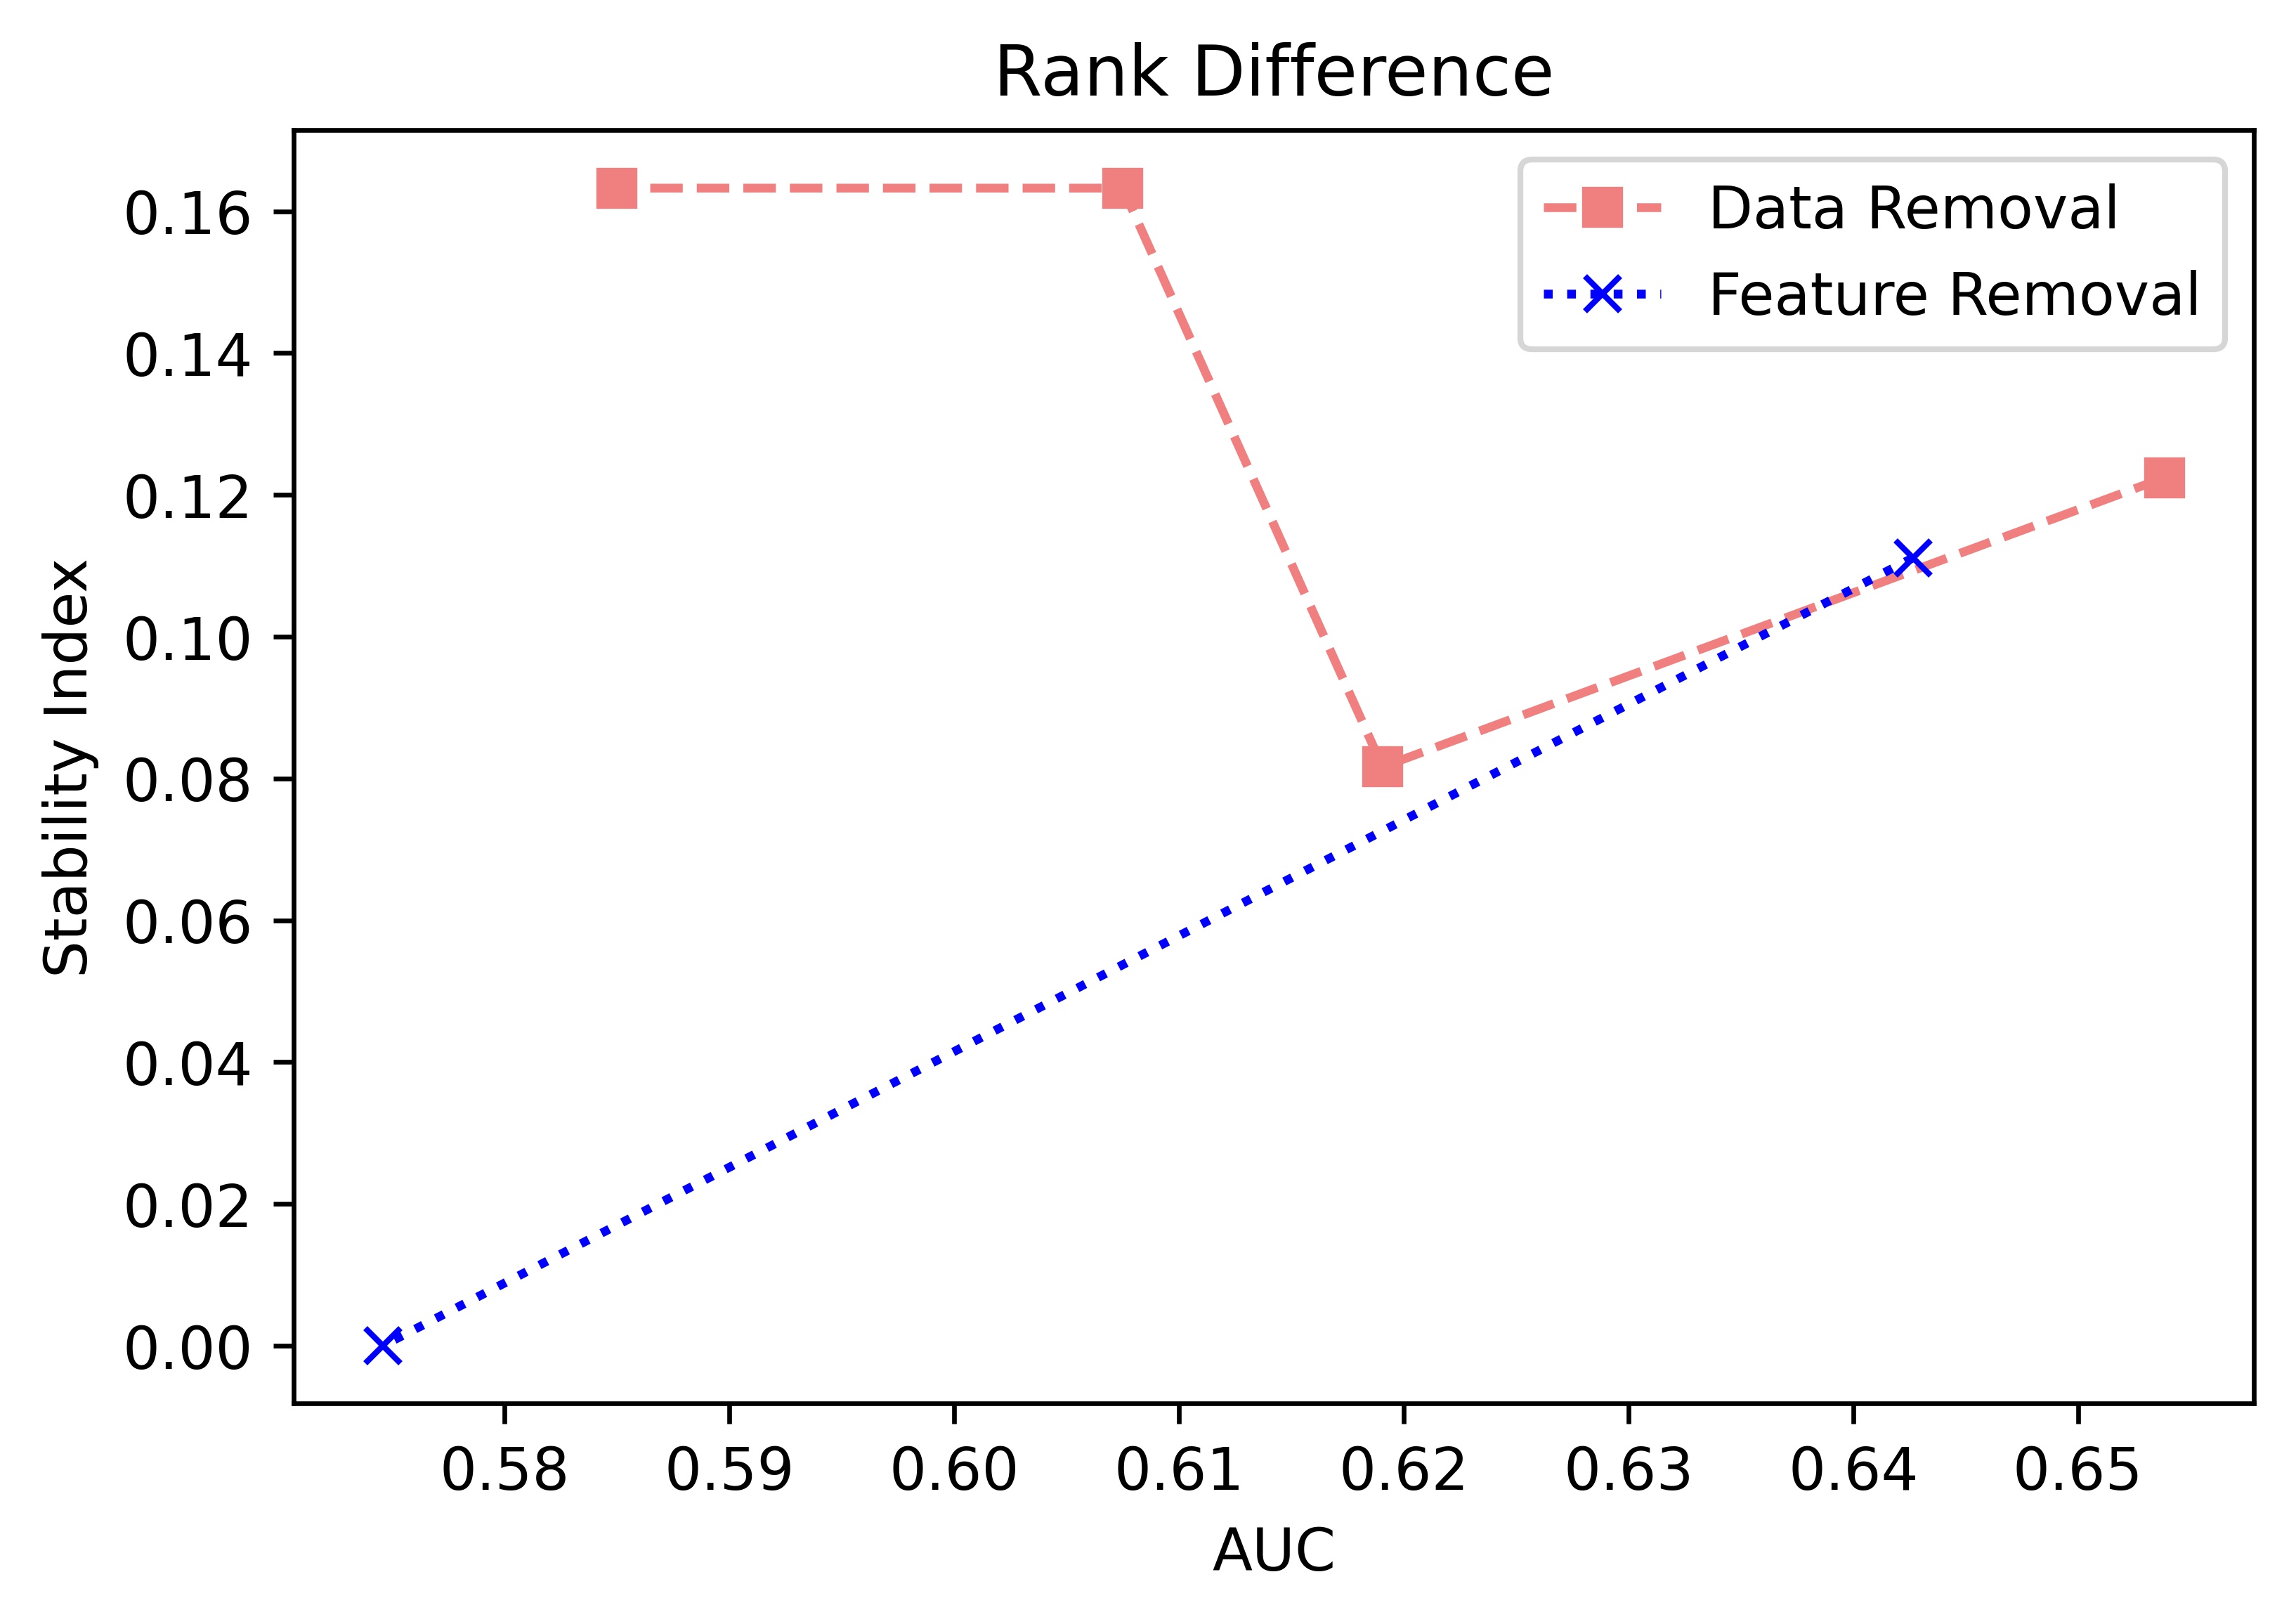 Rank Difference
Data Removal
Feature Removal
0.16
0.14
0.12
0.10
0.08
0.06
0.04
0.02
0.00
Stability Index
0.58 0.59 0.60 0.61 0.62 0.63 0.64 0.65
AUC